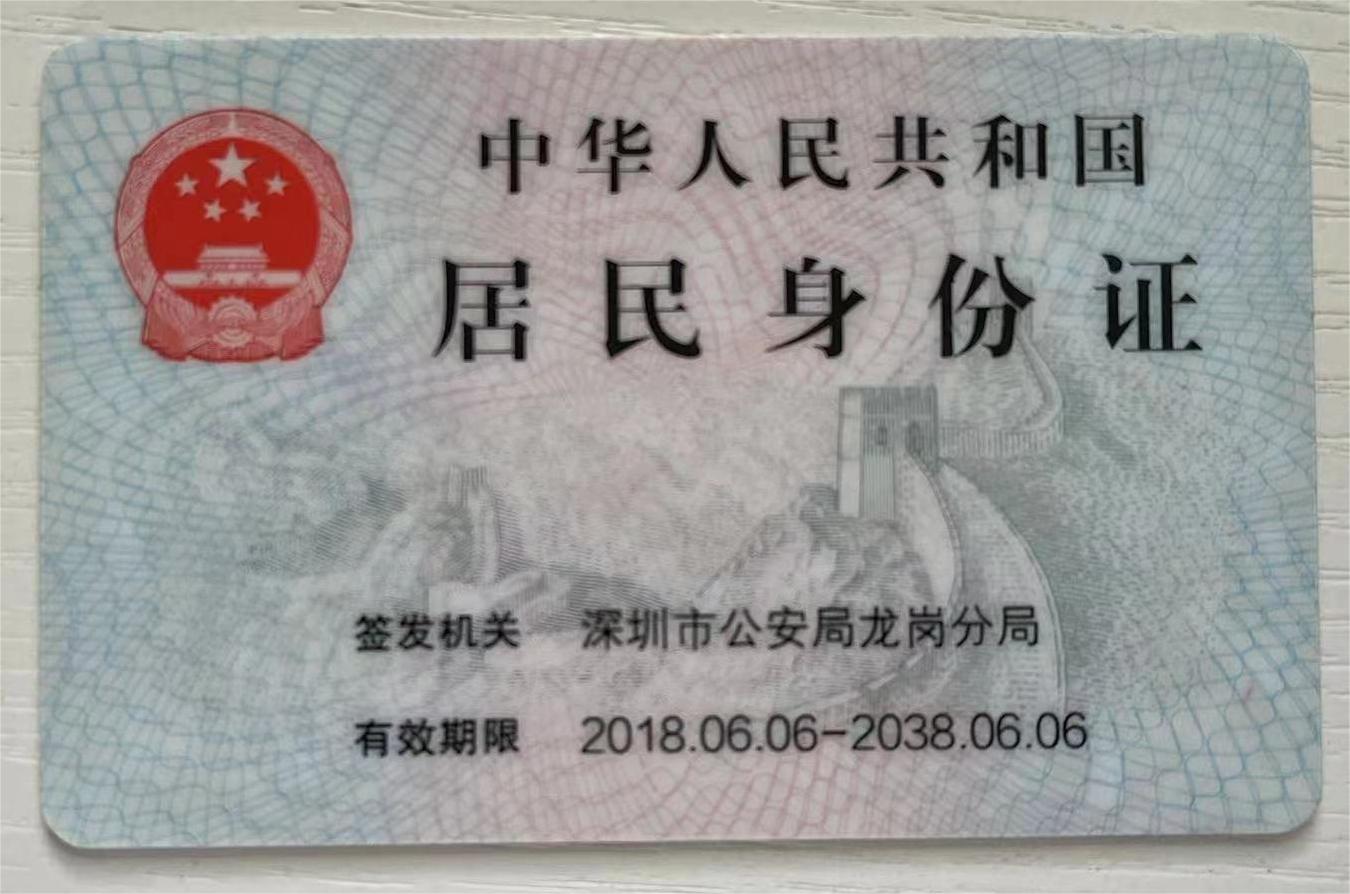 中华人民共和国
居民身份证
签发机关 深圳市公安局龙岗分局
有效期限 2018.06.06-2038.06.06